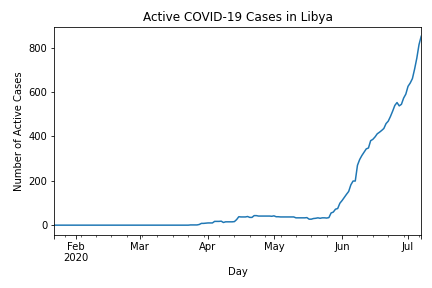 Active COVID-19 Cases in Libya
Number of Active Cases
800
600
400
200
0
Feb Mar Apr May Jun Jul
2020
Day